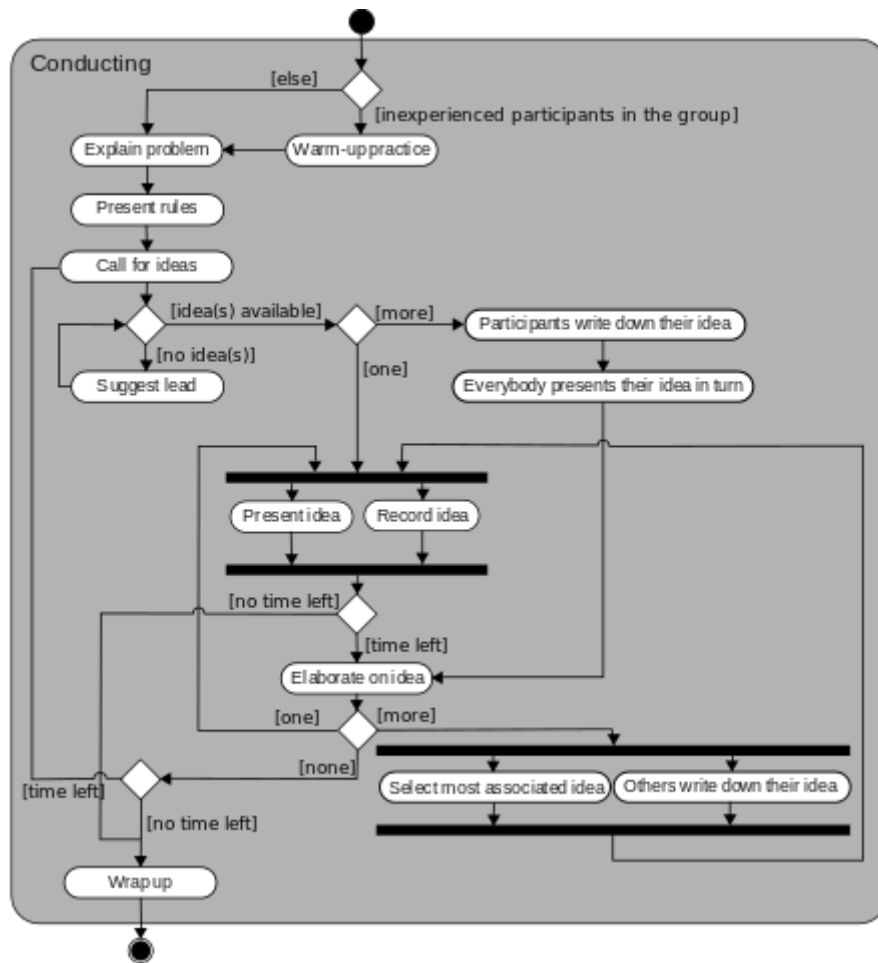 Conducting
[else]
[inexperienced participants in the group]
Explain problem
Warm-up practice
Present rules
Call for ideas
[idea(s) available]
[more]
Participants write down their idea
[no idea(s)]
[one]
Suggest lead
Everybody presents their idea in turn
Present idea
Record idea
[no time left]
[time left]
Elaborate on idea
[one]
[more]
[none]
[time left]
Select most associated idea
Others write down their idea
[no time left]
Wrap up